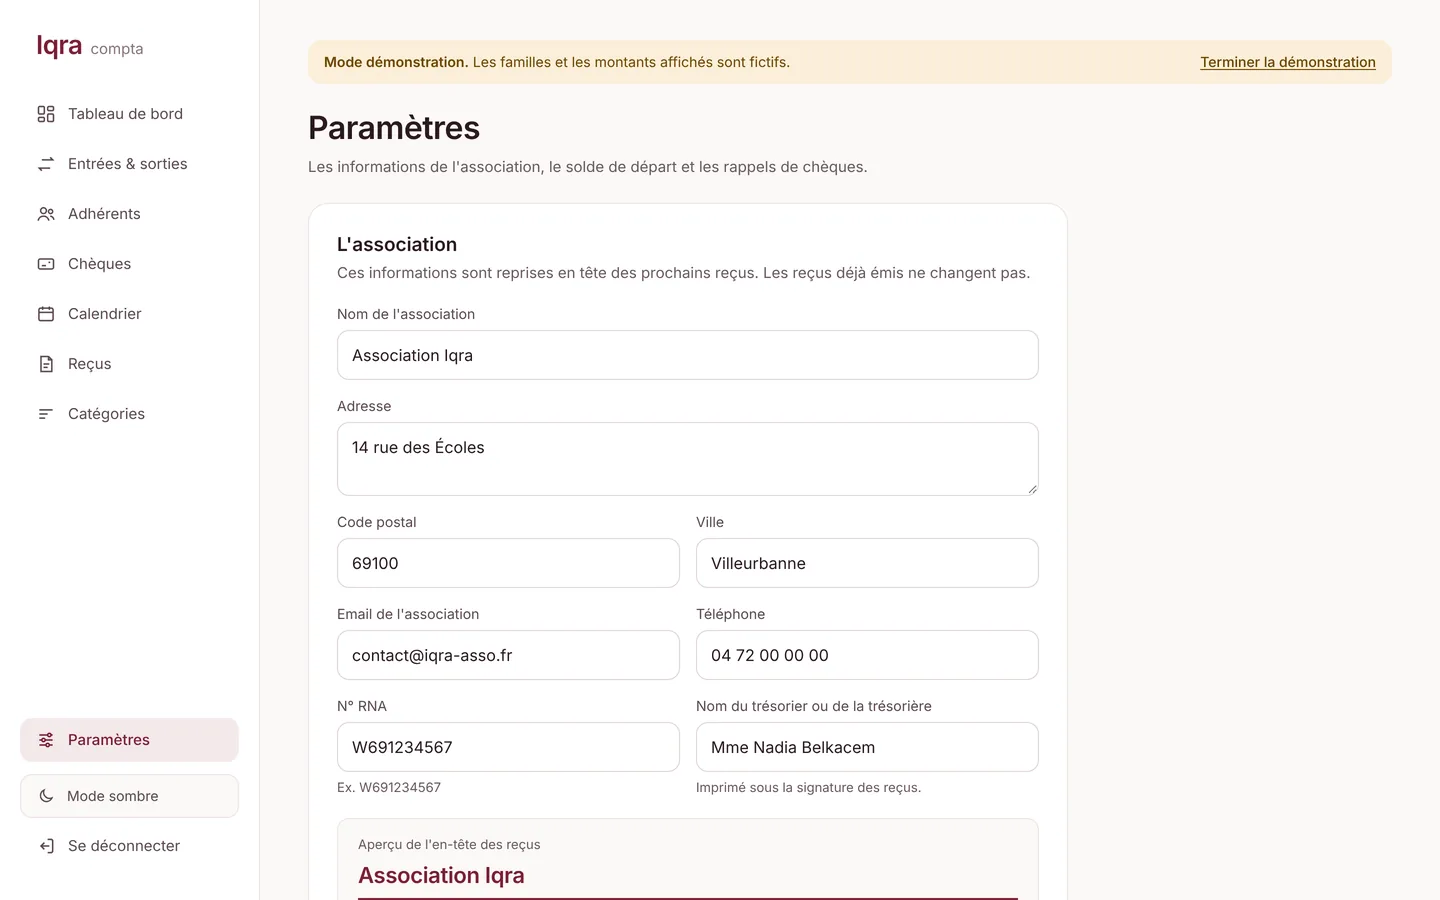 Iqra compta
Tableau de bord
Entrées & sorties
Adhérents
Chèques
Calendrier
Reçus
Catégories
Paramètres
Mode sombre
Se déconnecter
Mode démonstration. Les familles et les montants affichés sont fictifs.
Terminer la démonstration
Paramètres
Les informations de l'association, le solde de départ et les rappels de chèques.
L'association
Ces informations sont reprises en tête des prochains reçus. Les reçus déjà émis ne changent pas.
Nom de l'association
Association Iqra
Adresse
14 rue des Écoles
Code postal
69100
Ville
Villeurbanne
Email de l'association
contact@iqra-asso.fr
Téléphone
04 72 00 00 00
N° RNA
W691234567
Ex. W691234567
Nom du trésorier ou de la trésorière
Mme Nadia Belkacem
Imprimé sous la signature des reçus.
Aperçu de l'en-tête des reçus
Association Iqra